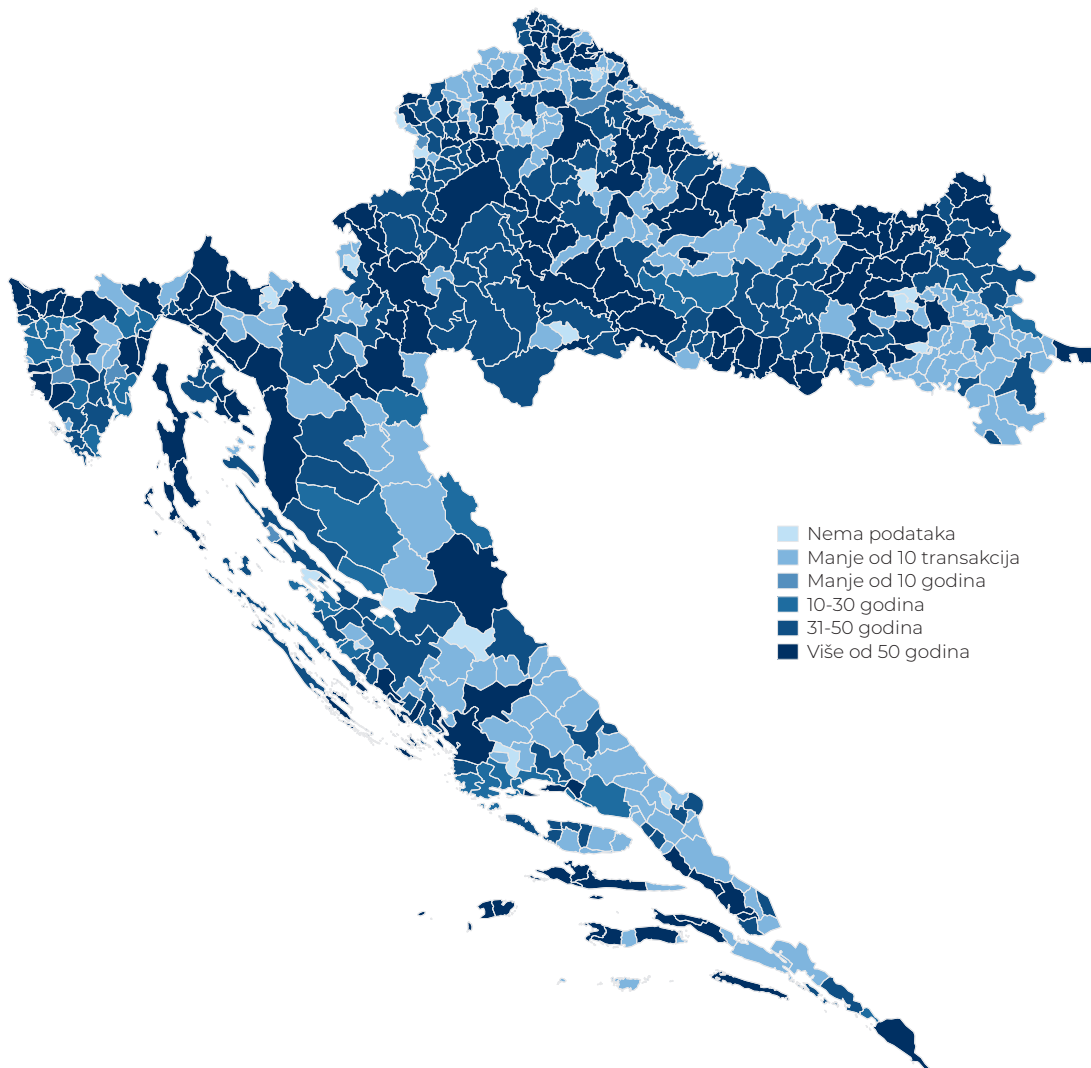 Nema podataka
Manje od 10 transakcija
Manje od 10 godina
10-30 godina
31-50 godina
Više od 50 godina